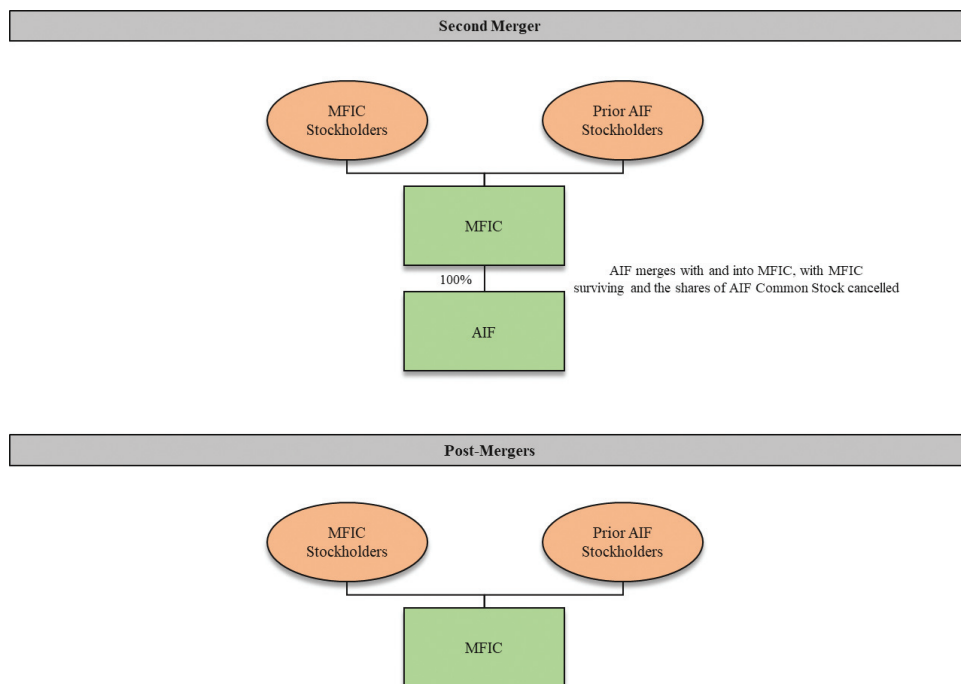 Second Merger
MFIC
Stockholders
Prior AIF
Stockholders
MFIC
100%
AIF merges with and into MFIC, with MFIC
surviving and the shares of AIF Common Stock cancelled
AIF
Post-Mergers
MFIC
Stockholders
Prior AIF
Stockholders
MFIC